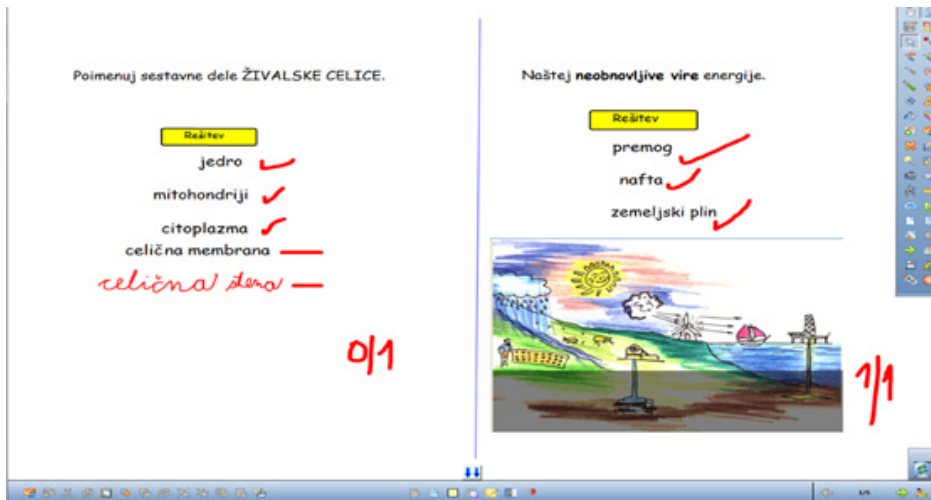 Poimenuj sestavne dele ŽIVALSKE CELICE.
Rešitev
jedro
mitohondriji
citoplazma
celična membrana
celična stena
0/1
Naštej neobnovljive vire energije.
Rešitev
premog
nafta
zemeljski plin
1/1